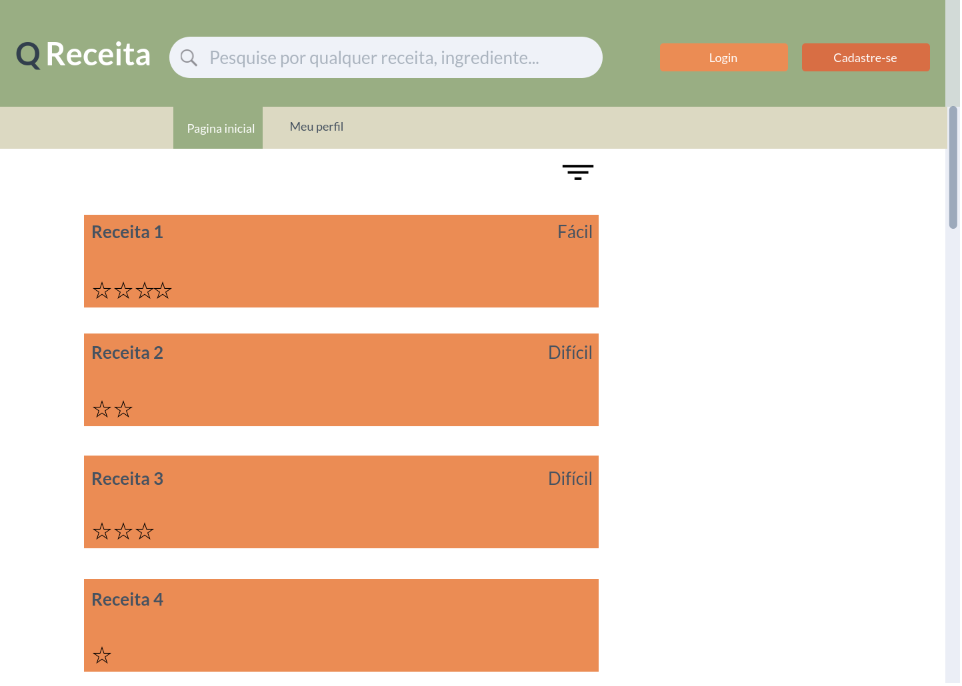 Q Receita
Pesquise por qualquer receita, ingrediente...
Login
Cadastre-se
Pagina inicial
Meu perfil
Receita 1
Fácil
☆☆☆☆
Receita 2
Difícil
☆☆
Receita 3
Difícil
☆☆☆
Receita 4
☆